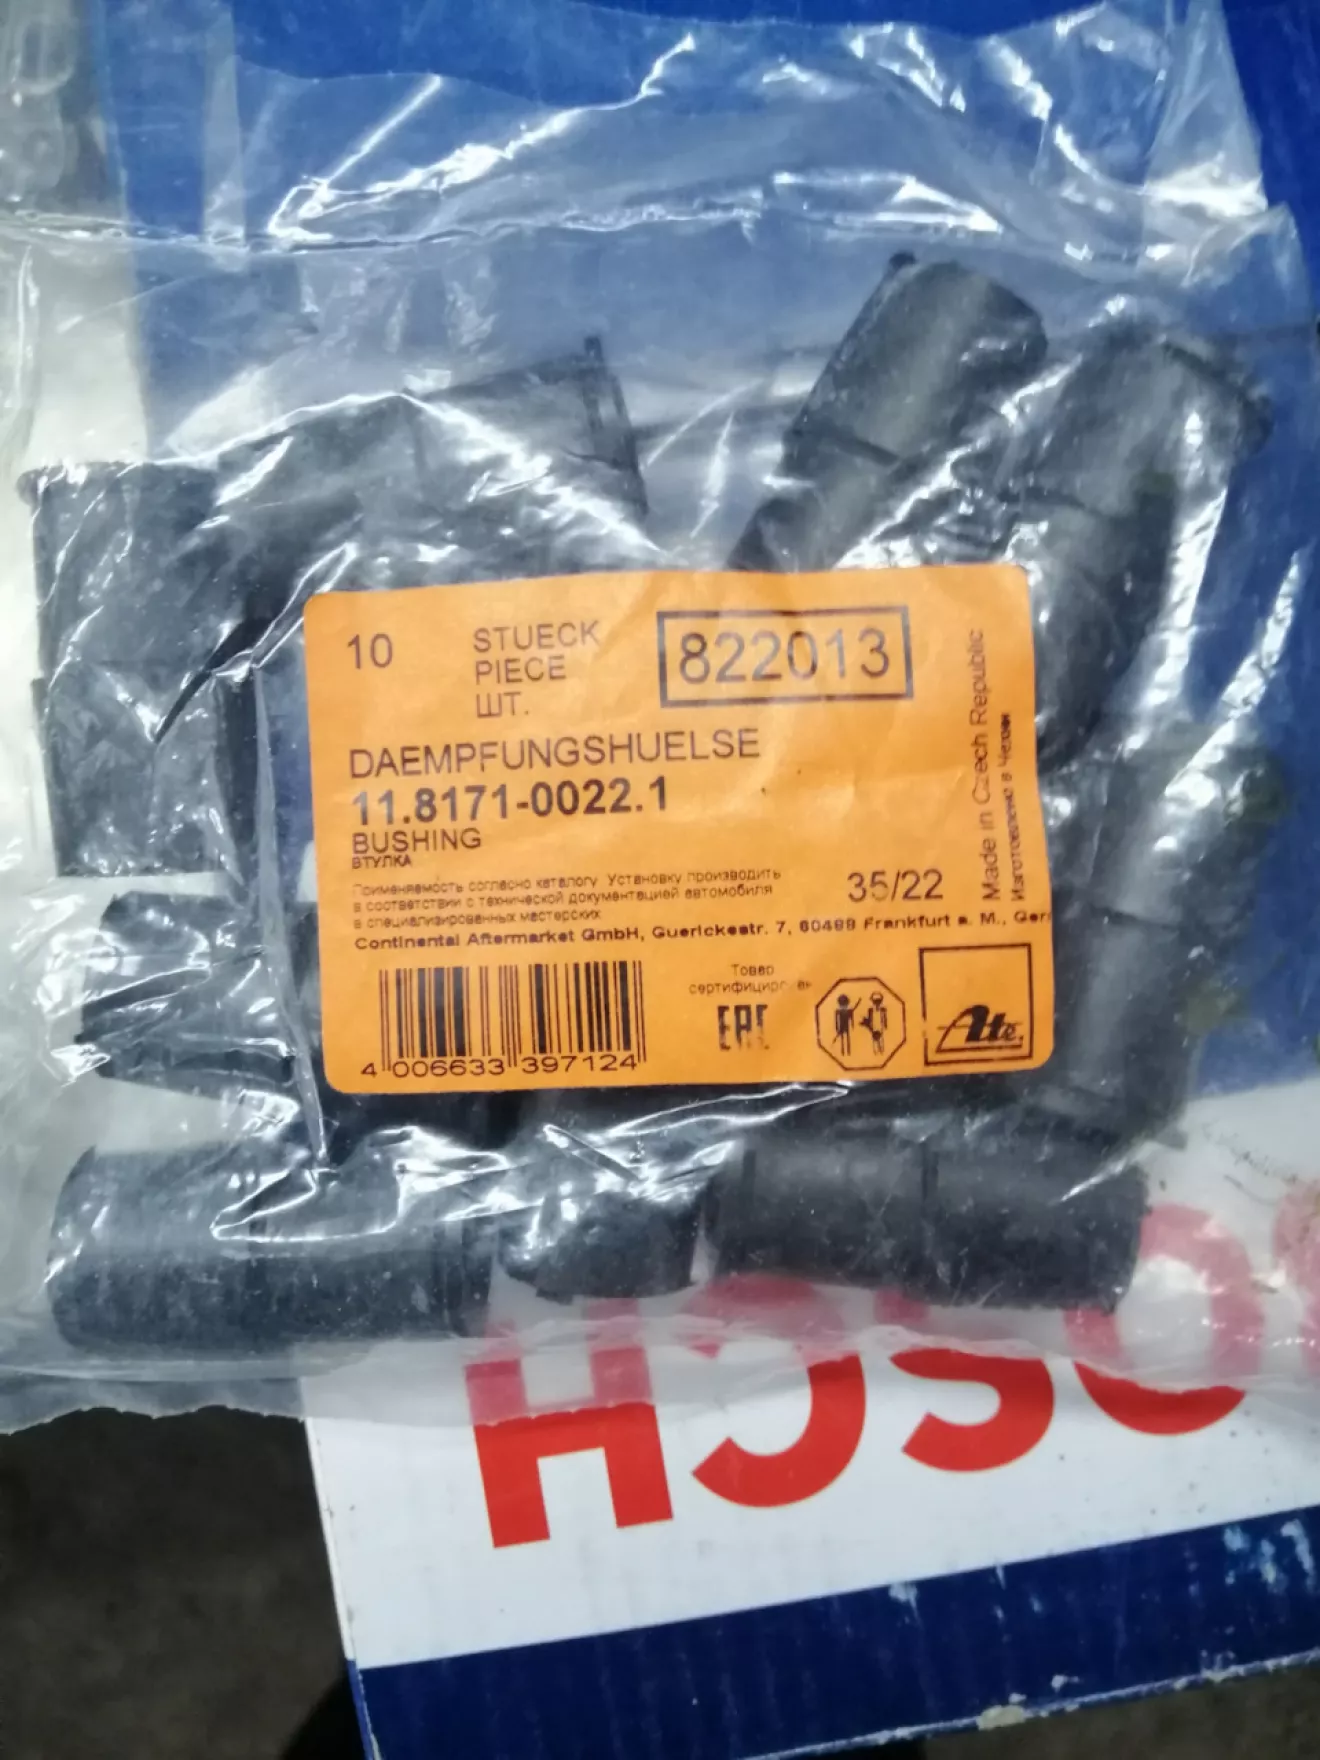 10
STUECK
PIECE
ШТ.
822013
DAEMPFUNGSHUELSE
11.8171-0022.1
BUSHING
ВТУЛКА
Применяемость согласно каталогу. Установку производить
в соответствии с технической документацией автомобиля
в специализированных мастерских
35/22
Made in Czech Republic
Изготовлено в Чехии
Continental Aftermarket GmbH, Guerickestr. 7, 60488 Frankfurt a. M., Ger
4 006633 397124
Товар
EAC
Ate